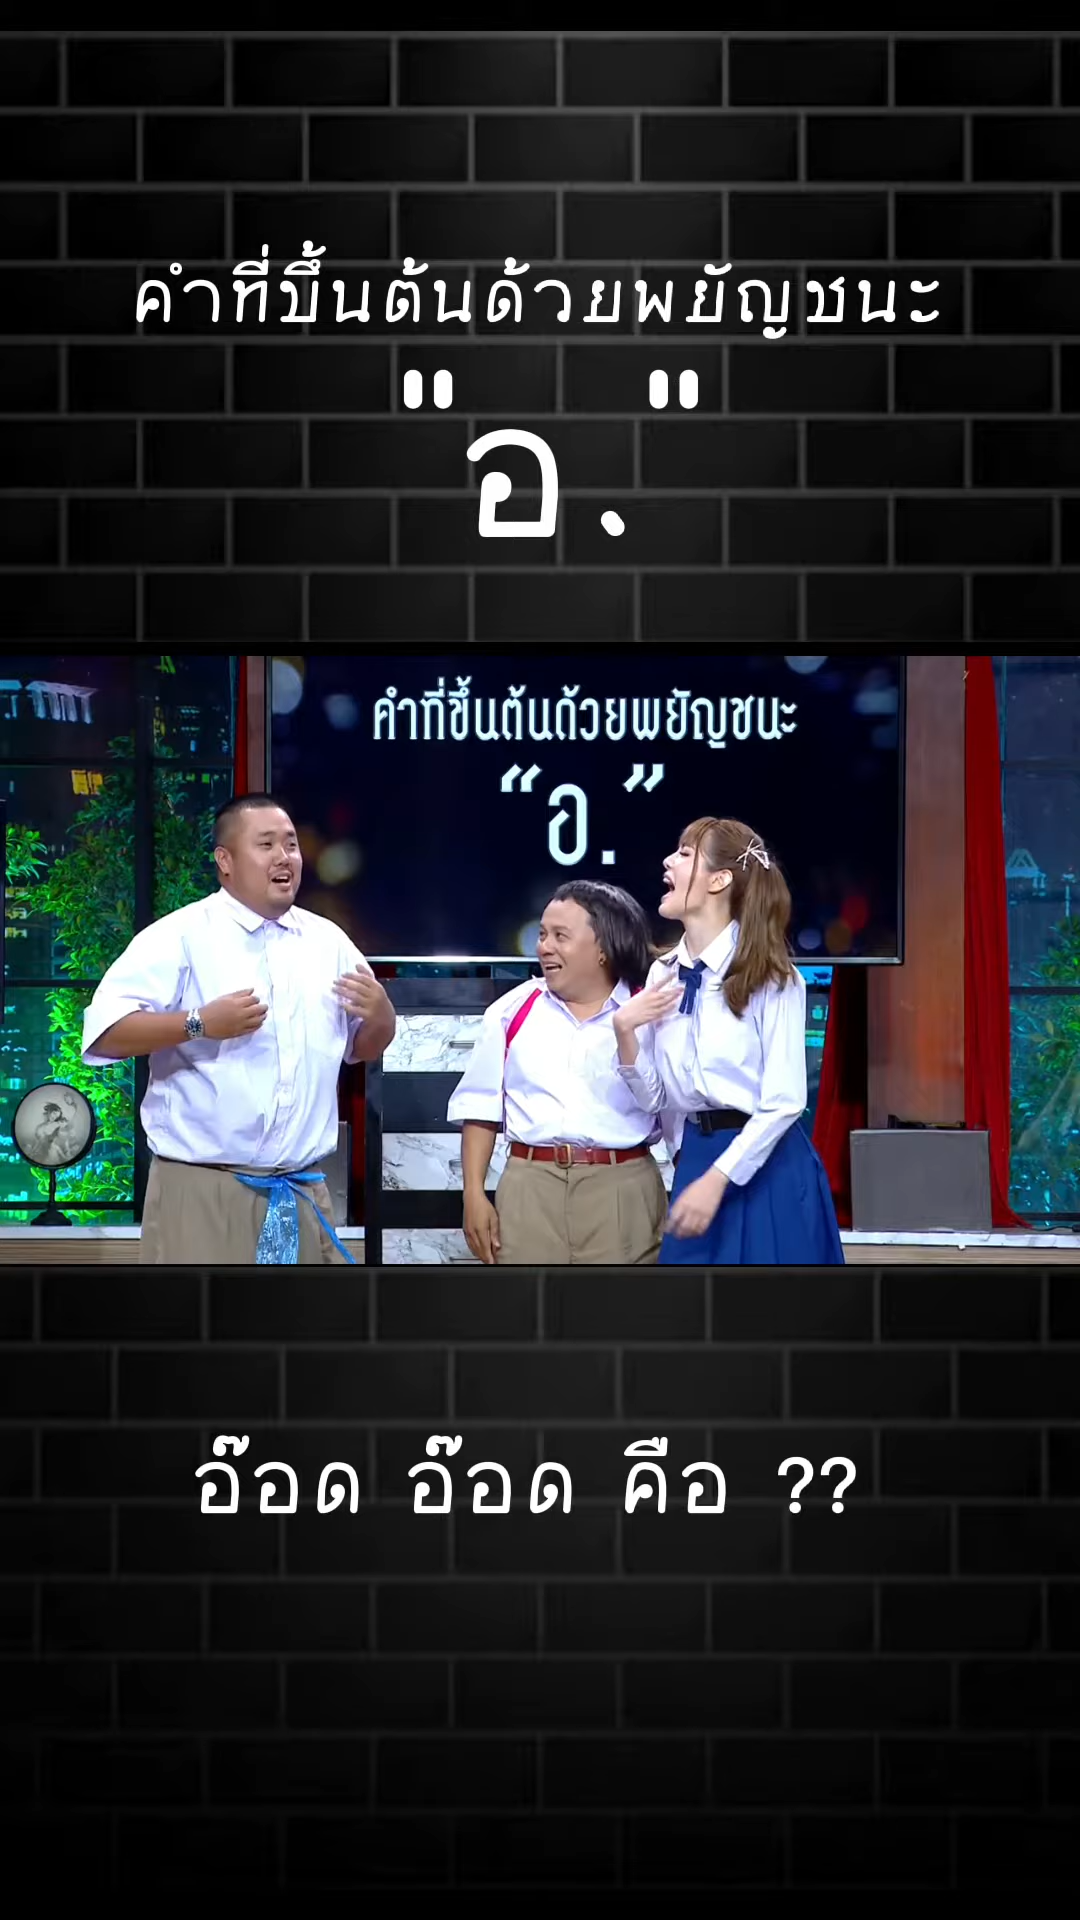 คำที่ขึ้นต้นด้วยพยัญชนะ
"อ."
คำที่ขึ้นต้นด้วยพยัญชนะ
“อ.”
อ๊อด อ๊อด คือ ??